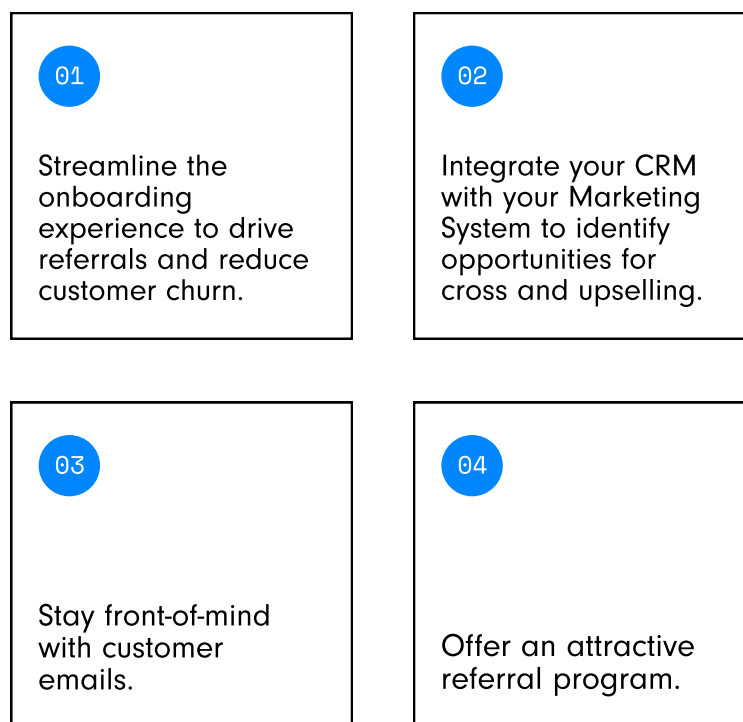 01
Streamline the
onboarding
experience to drive
referrals and reduce
customer churn.
02
Integrate your CRM
with your Marketing
System to identify
opportunities for
cross and upselling.
03
Stay front-of-mind
with customer
emails.
04
Offer an attractive
referral program.